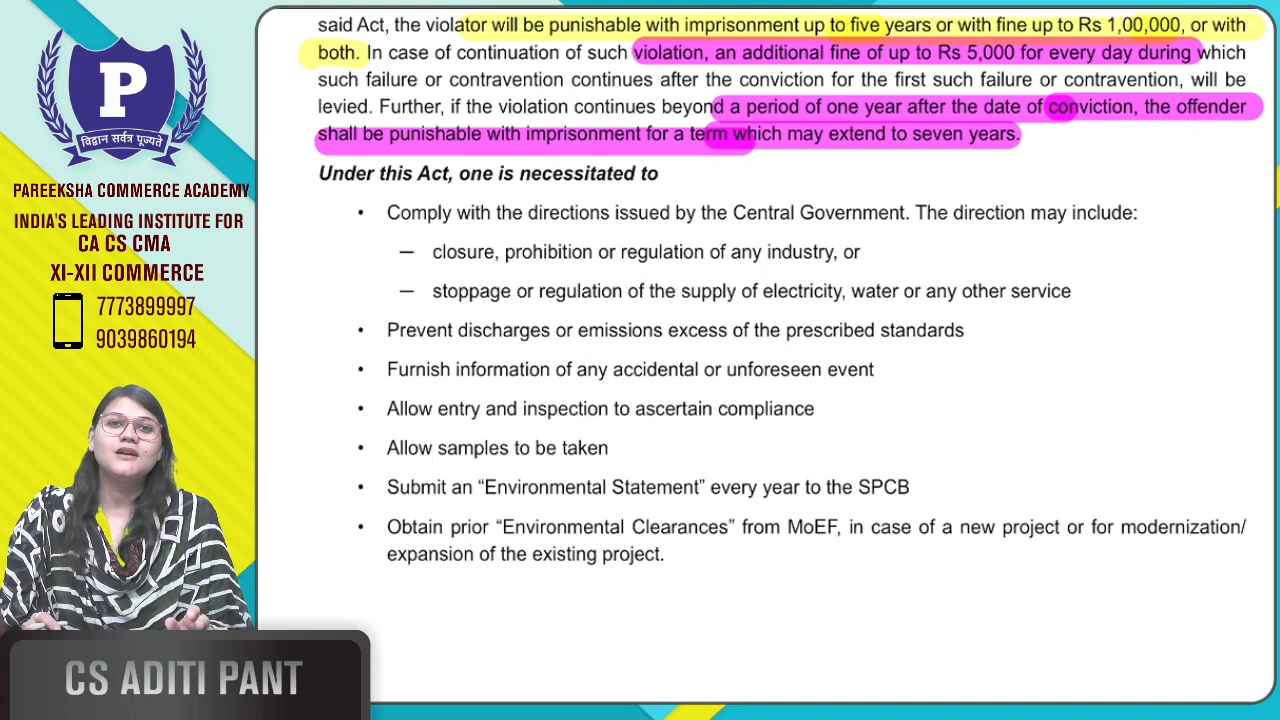 P
विद्वान सर्वत्र पूज्यते
PAREEKSHA COMMERCE ACADEMY
INDIA'S LEADING INSTITUTE FOR
CA CS CMA
XI-XII COMMERCE
7773899997
9039860194
CS ADITI PANT
said Act, the violator will be punishable with imprisonment up to five years or with fine up to Rs 1,00,000, or with
both. In case of continuation of such violation, an additional fine of up to Rs 5,000 for every day during which
such failure or contravention continues after the conviction for the first such failure or contravention, will be
levied. Further, if the violation continues beyond a period of one year after the date of conviction, the offender
shall be punishable with imprisonment for a term which may extend to seven years.
Under this Act, one is necessitated to
• Comply with the directions issued by the Central Government. The direction may include:
— closure, prohibition or regulation of any industry, or
— stoppage or regulation of the supply of electricity, water or any other service
• Prevent discharges or emissions excess of the prescribed standards
• Furnish information of any accidental or unforeseen event
• Allow entry and inspection to ascertain compliance
• Allow samples to be taken
• Submit an “Environmental Statement” every year to the SPCB
• Obtain prior “Environmental Clearances” from MoEF, in case of a new project or for modernization/
expansion of the existing project.